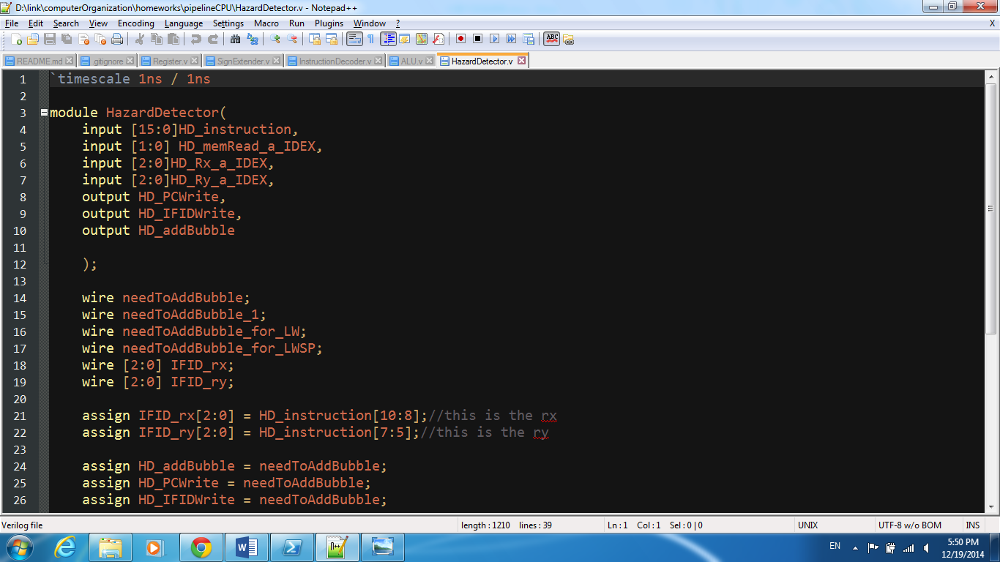 D:\link\computerOrganization\homeworks\pipelineCPU\HazardDetector.v - Notepad++
File Edit Search View Encoding Language Settings Macro Run Plugins Window ? X
README.md .gitignore Register.v SignExtender.v InstructionDecoder.v ALU.v HazardDetector.v
1 `timescale 1ns / 1ns
2
3 module HazardDetector(
4 input [15:0]HD_instruction,
5 input [1:0] HD_memRead_a_IDEX,
6 input [2:0]HD_Rx_a_IDEX,
7 input [2:0]HD_Ry_a_IDEX,
8 output HD_PCWrite,
9 output HD_IFIDWrite,
10 output HD_addBubble
11
12 );
13
14 wire needToAddBubble;
15 wire needToAddBubble_1;
16 wire needToAddBubble_for_LW;
17 wire needToAddBubble_for_LWSP;
18 wire [2:0] IFID_rx;
19 wire [2:0] IFID_ry;
20
21 assign IFID_rx[2:0] = HD_instruction[10:8];//this is the rx
22 assign IFID_ry[2:0] = HD_instruction[7:5];//this is the ry
23
24 assign HD_addBubble = needToAddBubble;
25 assign HD_PCWrite = needToAddBubble;
26 assign HD_IFIDWrite = needToAddBubble;
Verilog file length : 1210 lines : 39 Ln : 1 Col : 1 Sel : 0 | 0 UNIX UTF-8 w/o BOM INS
EN 5:50 PM
12/19/2014